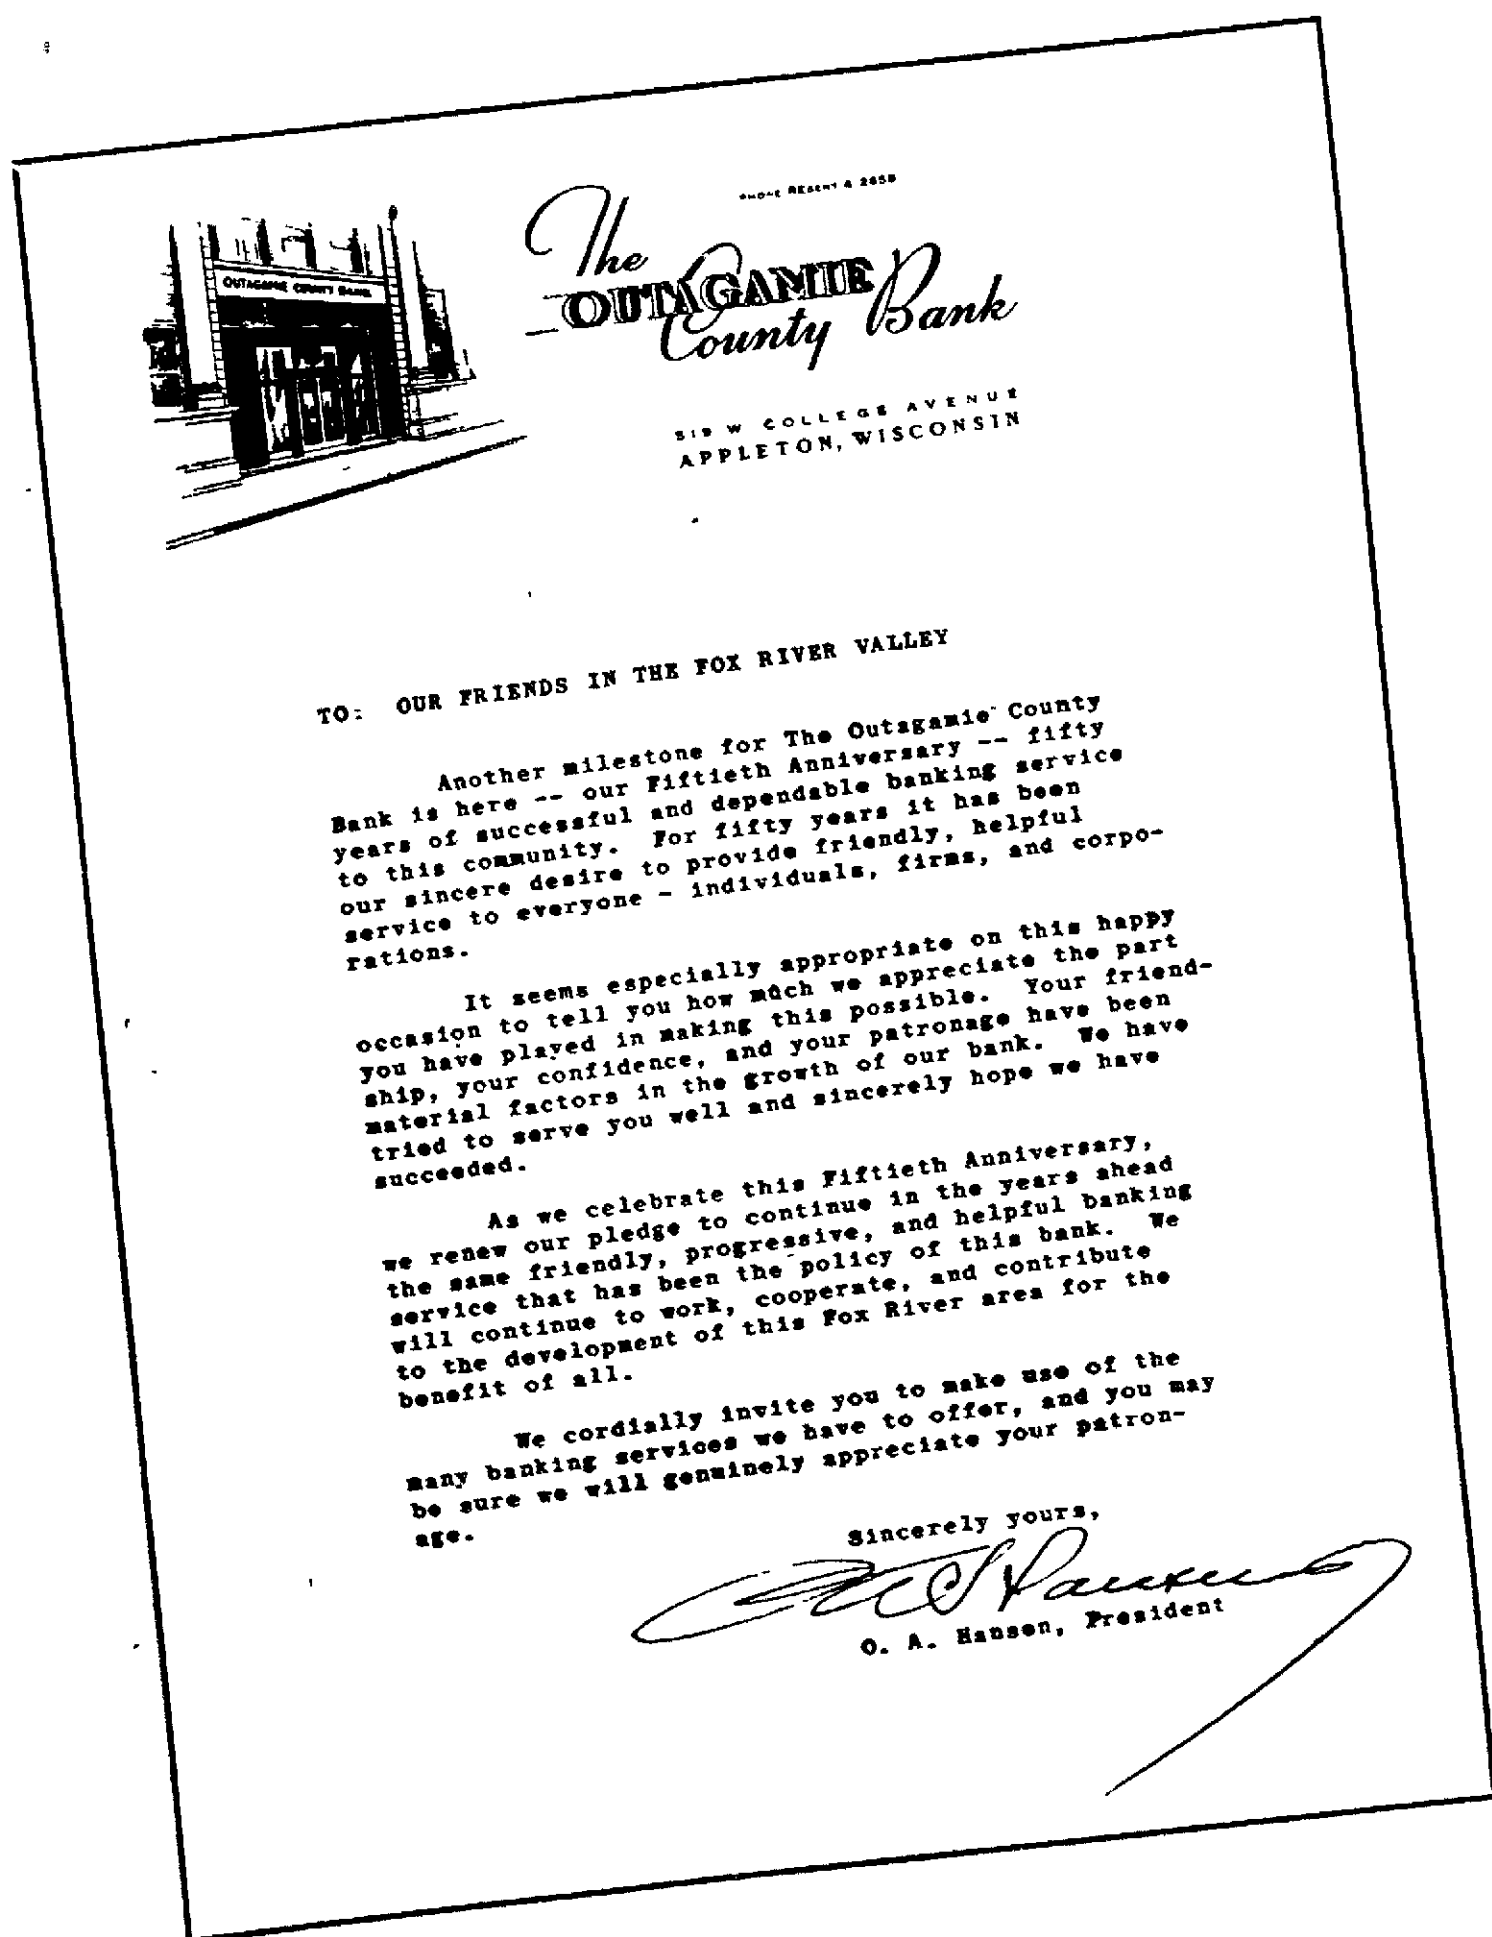 PHONE REGENT 4 2858
OUTAGAMIE COUNTY BANK
The
OUTAGAMIE
County Bank
W COLLEGE AVENUE
APPLETON, WISCONSIN
TO: OUR FRIENDS IN THE FOX RIVER VALLEY
Another milestone for The Outagamie County
Bank is here -- our Fiftieth Anniversary -- fifty
years of successful and dependable banking service
to this community. For fifty years it has been
our sincere desire to provide friendly, helpful
service to everyone - individuals, firms, and corpo-
rations.
It seems especially appropriate on this happy
occasion to tell you how much we appreciate the part
you have played in making this possible. Your friend-
ship, your confidence, and your patronage have been
material factors in the growth of our bank. We have
tried to serve you well and sincerely hope we have
succeeded.
As we celebrate this Fiftieth Anniversary,
we renew our pledge to continue in the years ahead
the same friendly, progressive, and helpful banking
service that has been the policy of this bank. We
will continue to work, cooperate, and contribute
to the development of this Fox River area for the
benefit of all.
We cordially invite you to make use of the
many banking services we have to offer, and you may
be sure we will genuinely appreciate your patron-
age.
Sincerely yours,
O. A. Hansen, President